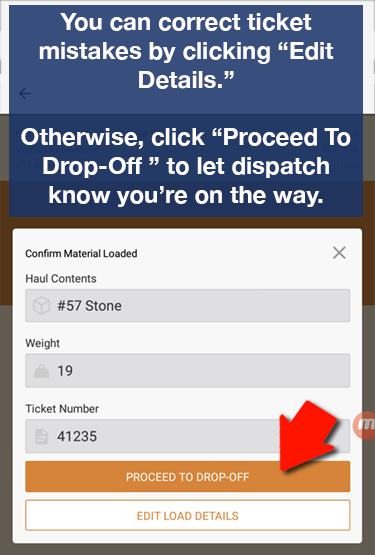 You can correct ticket
mistakes by clicking “Edit
Details.”
Otherwise, click “Proceed To
Drop-Off ” to let dispatch
know you’re on the way.
Confirm Material Loaded
Haul Contents
#57 Stone
Weight
19
Ticket Number
41235
PROCEED TO DROP-OFF
EDIT LOAD DETAILS